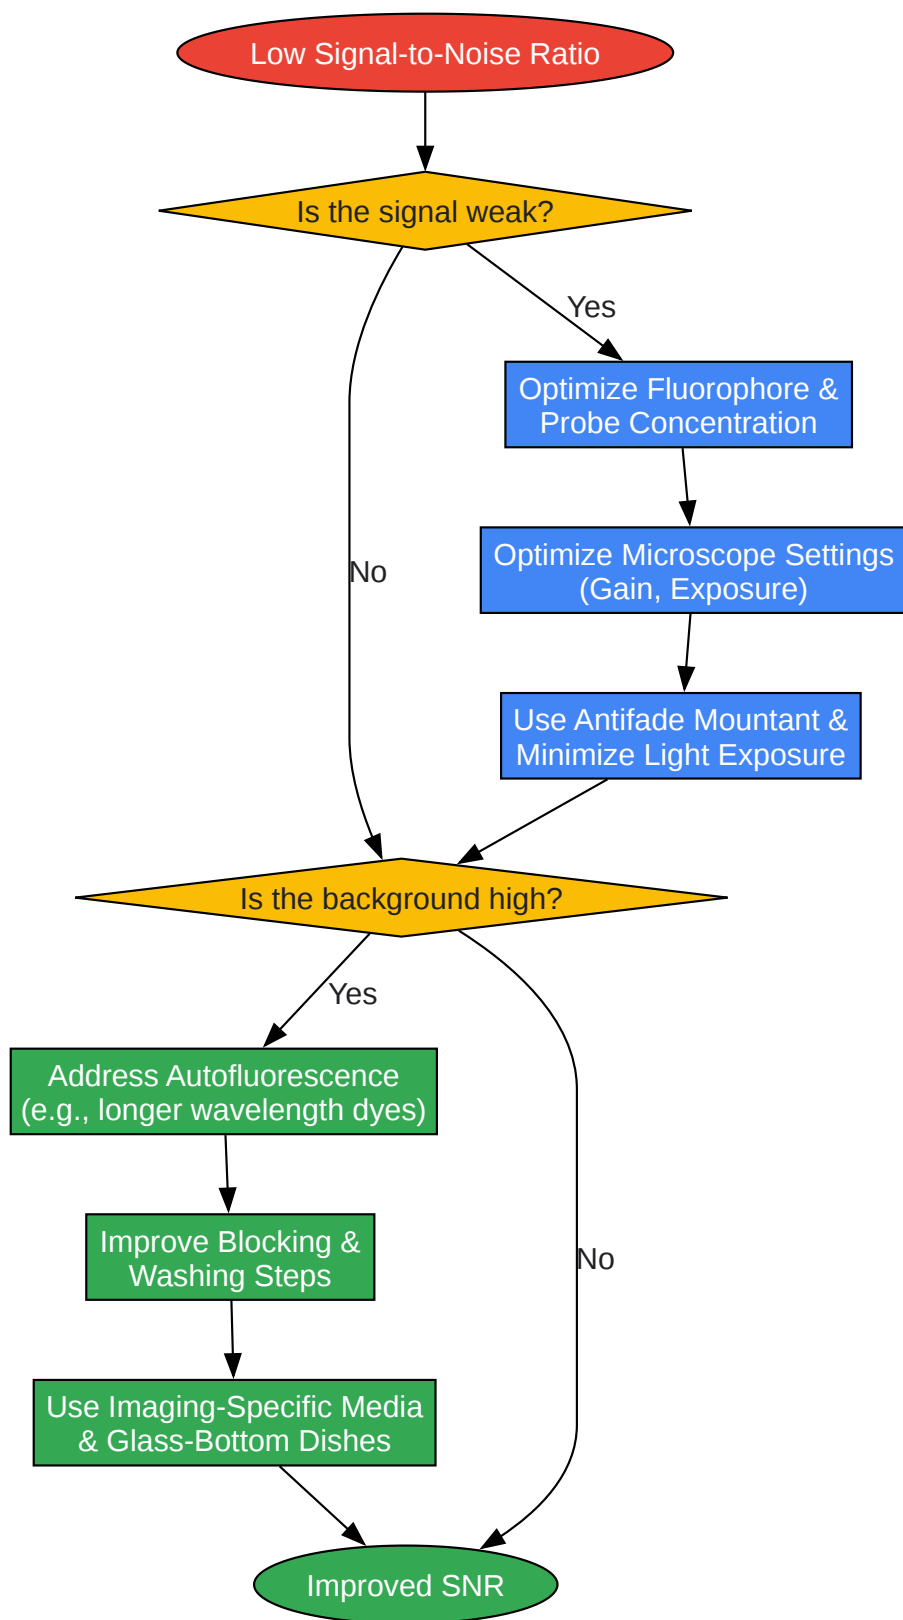 Low Signal-to-Noise Ratio
Is the signal weak?
Yes
Optimize Fluorophore &
Probe Concentration
Optimize Microscope Settings
(Gain, Exposure)
No
Use Antifade Mountant &
Minimize Light Exposure
Is the background high?
Yes
Address Autofluorescence
(e.g., longer wavelength dyes)
Improve Blocking &
Washing Steps
No
Use Imaging-Specific Media
& Glass-Bottom Dishes
Improved SNR